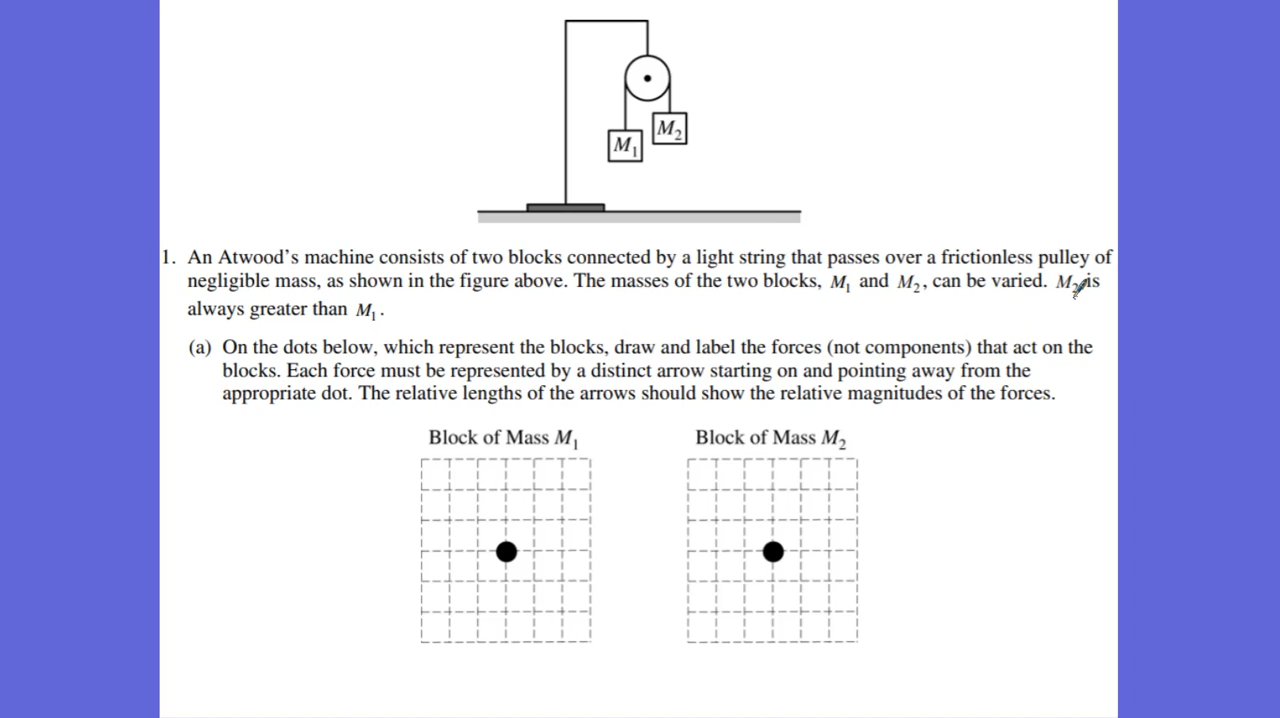 M₂
M₁
1. An Atwood’s machine consists of two blocks connected by a light string that passes over a frictionless pulley of
negligible mass, as shown in the figure above. The masses of the two blocks, M₁ and M₂, can be varied. M₂ is
always greater than M₁.
(a) On the dots below, which represent the blocks, draw and label the forces (not components) that act on the
blocks. Each force must be represented by a distinct arrow starting on and pointing away from the
appropriate dot. The relative lengths of the arrows should show the relative magnitudes of the forces.
Block of Mass M₁
Block of Mass M₂